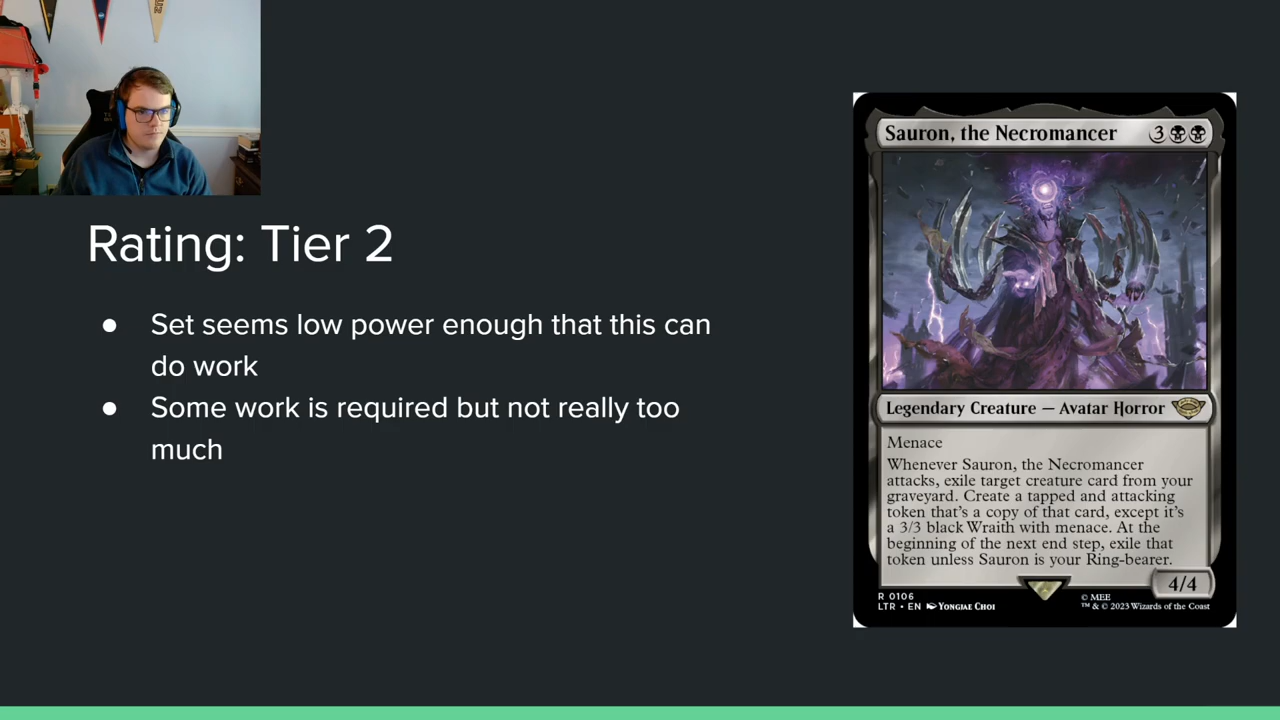 Rating: Tier 2
● Set seems low power enough that this can
do work
● Some work is required but not really too
much
Sauron, the Necromancer 3
Legendary Creature — Avatar Horror
Menace
Whenever Sauron, the Necromancer
attacks, exile target creature card from your
graveyard. Create a tapped and attacking
token that's a copy of that card, except it's
a 3/3 black Wraith with menace. At the
beginning of the next end step, exile that
token unless Sauron is your Ring-bearer.
4/4
R 0106
LTR • EN Yongjae Choi
© MEE
™ & © 2023 Wizards of the Coast